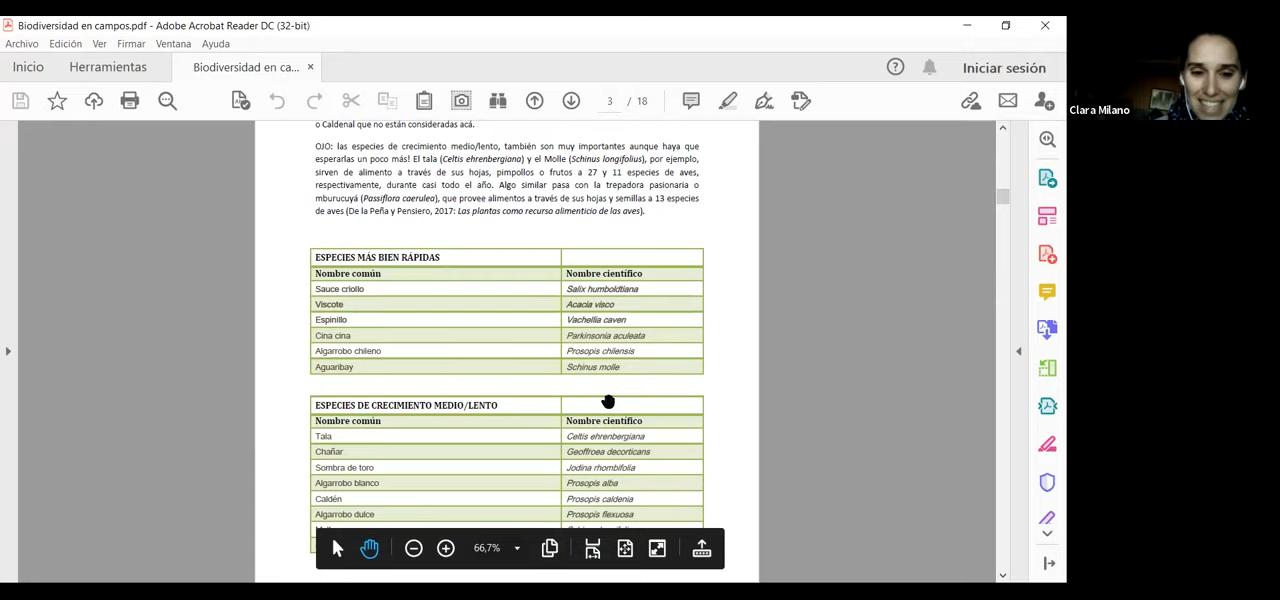 Biodiversidad en campos.pdf - Adobe Acrobat Reader DC (32-bit)
Archivo Edición Ver Firmar Ventana Ayuda
Inicio Herramientas Biodiversidad en ca... × Iniciar sesión
3 / 18
Clara Milano
o Caldenal que no están consideradas acá.
OJO: las especies de crecimiento medio/lento, también son muy importantes aunque haya que
esperarlas un poco más! El tala (Celtis ehrenbergiana) y el Molle (Schinus longifolius), por ejemplo,
sirven de alimento a través de sus hojas, pimpollos o frutos a 27 y 11 especies de aves,
respectivamente, durante casi todo el año. Algo similar pasa con la trepadora pasionaria o
mburucuyá (Passiflora caerulea), que provee alimentos a través de sus hojas y semillas a 13 especies
de aves (De la Peña y Pensiero, 2017: Las plantas como recurso alimenticio de las aves).
ESPECIES MÁS BIEN RÁPIDAS
Nombre común Nombre científico
Sauce criollo Salix humboldtiana
Viscote Acacia visco
Espinillo Vachellia caven
Cina cina Parkinsonia aculeata
Algarrobo chileno Prosopis chilensis
Aguaribay Schinus molle
ESPECIES DE CRECIMIENTO MEDIO/LENTO
Nombre común Nombre científico
Tala Celtis ehrenbergiana
Chañar Geoffroea decorticans
Sombra de toro Jodina rhombifolia
Algarrobo blanco Prosopis alba
Caldén Prosopis caldenia
Algarrobo dulce Prosopis flexuosa
66,7%